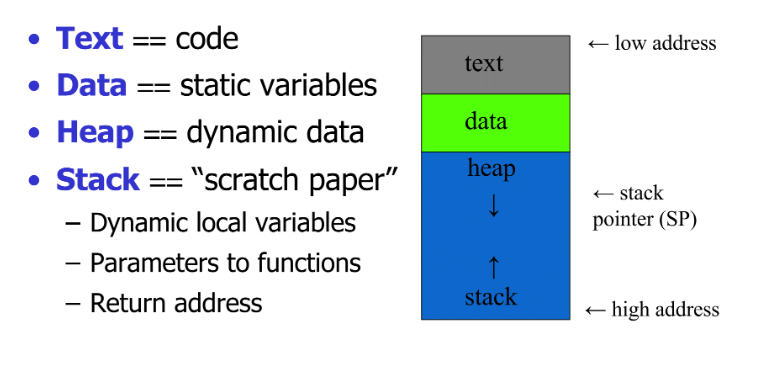 • Text == code
• Data == static variables
• Heap == dynamic data
• Stack == “scratch paper”
– Dynamic local variables
– Parameters to functions
– Return address
text
data
heap
↓
↑
stack
← low address
← stack
pointer (SP)
← high address